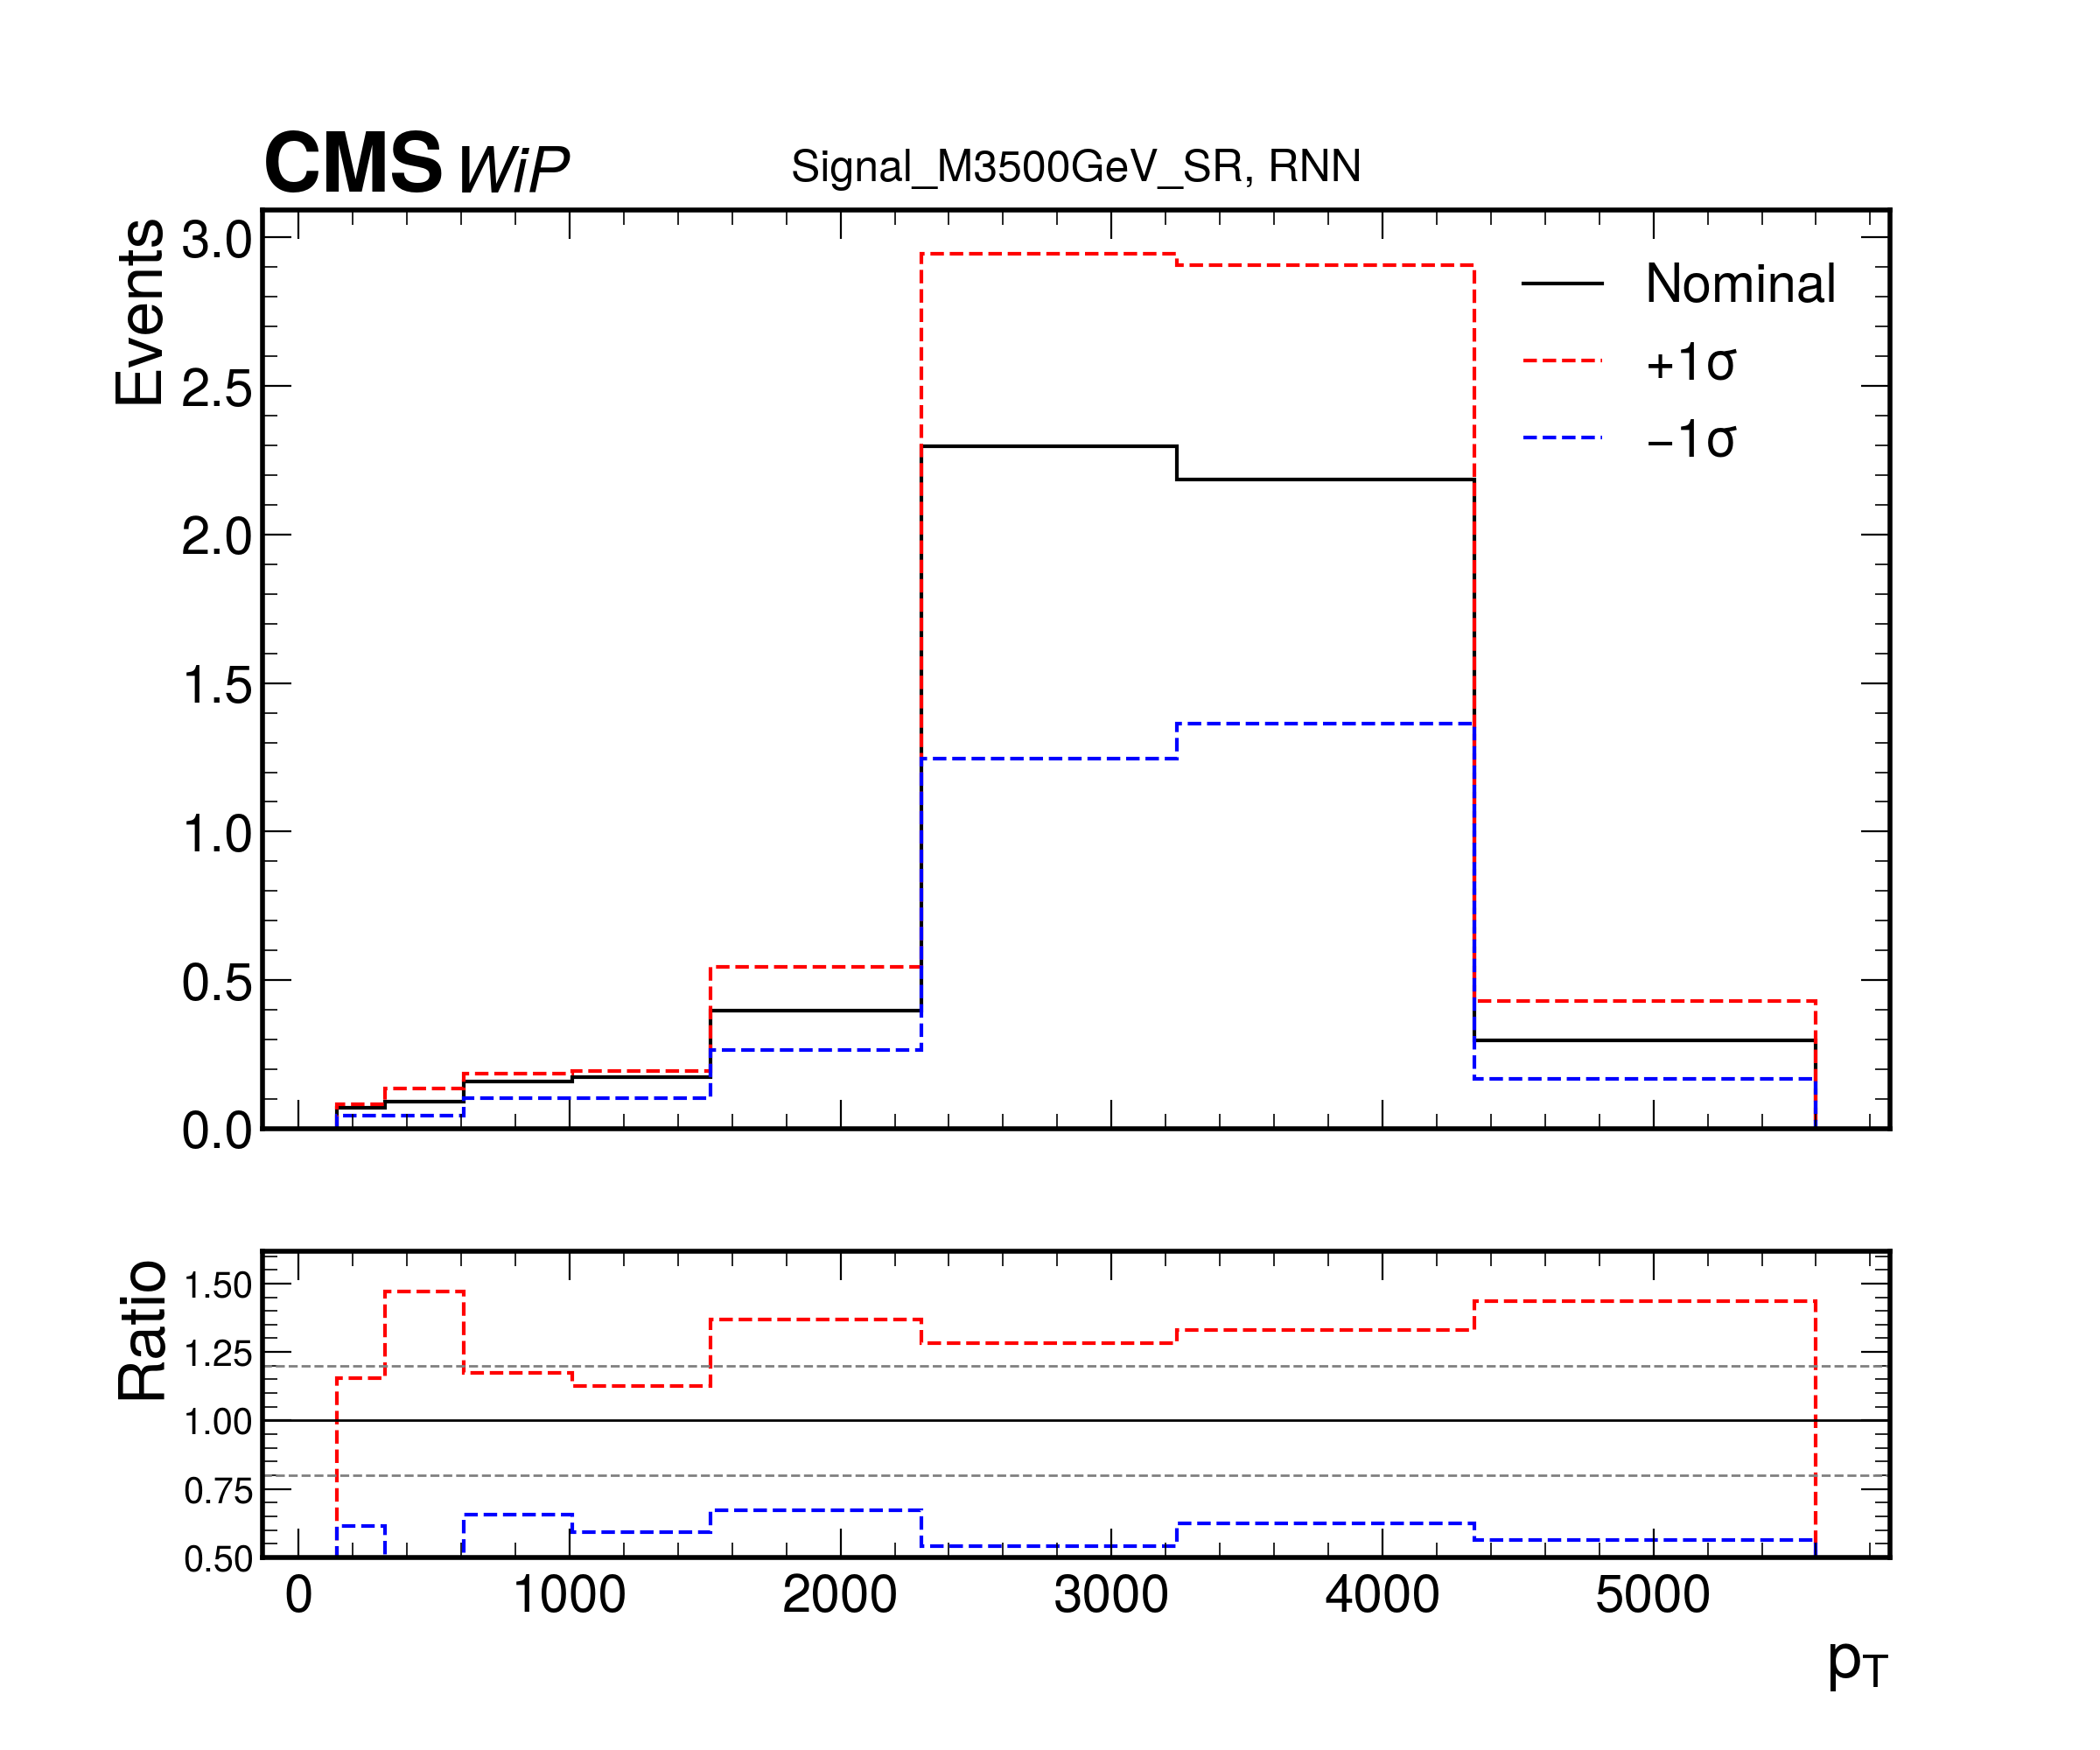 CMS WiP
Signal_M3500GeV_SR, RNN
Events
3.0
2.5
2.0
1.5
1.0
0.5
0.0
Nominal
+1σ
−1σ
Ratio
1.50
1.25
1.00
0.75
0.50
0 1000 2000 3000 4000 5000
pT